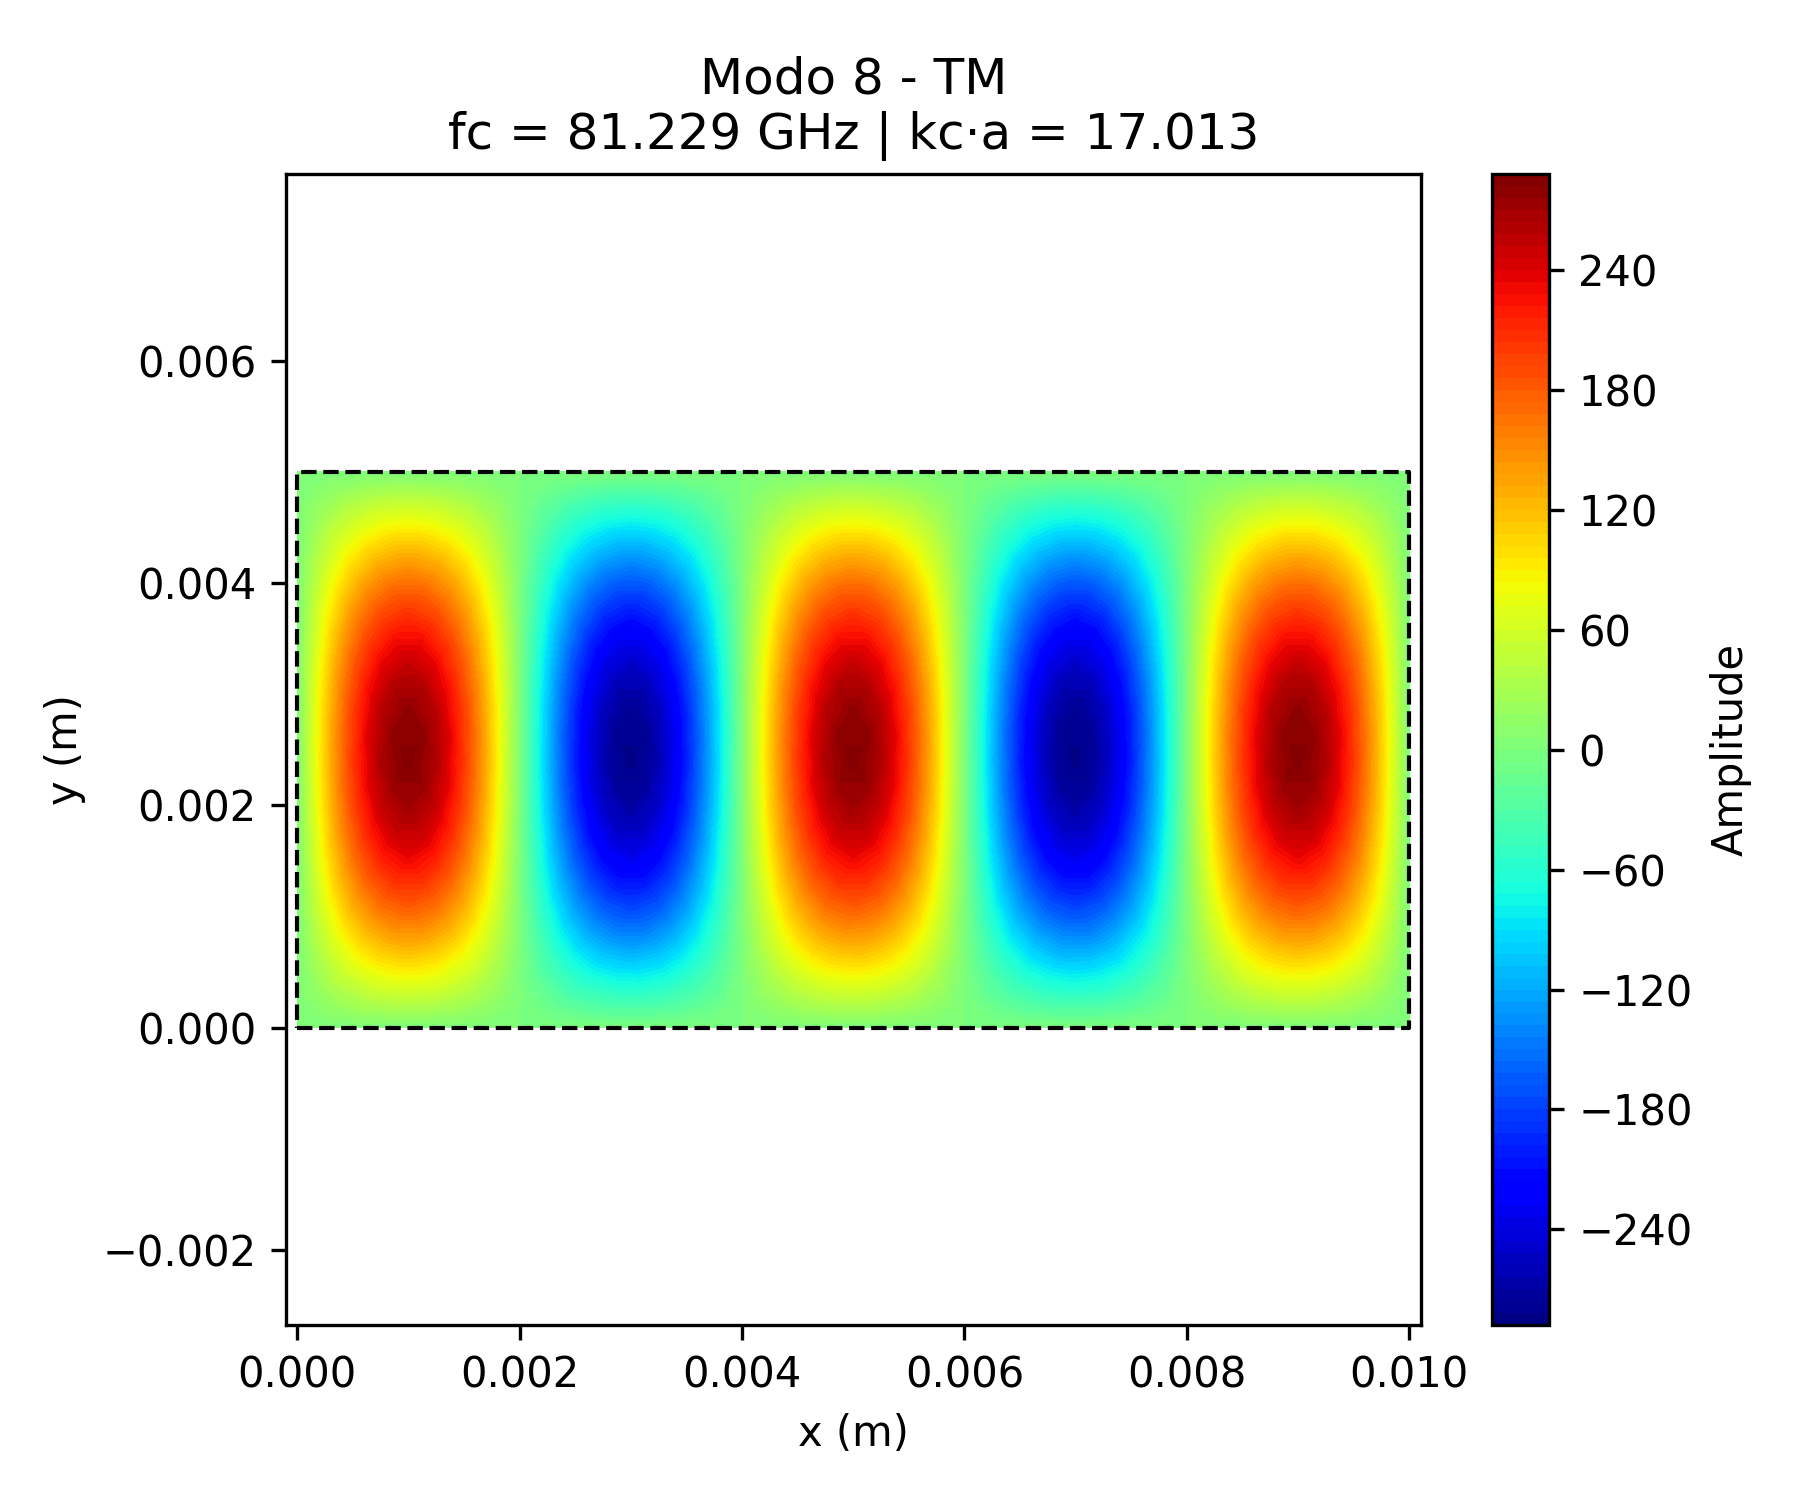 Modo 8 - TM
fc = 81.229 GHz | kc·a = 17.013
0.006
0.004
0.002
0.000
−0.002
y (m)
0.000 0.002 0.004 0.006 0.008 0.010
x (m)
240
180
120
60
0
−60
−120
−180
−240
Amplitude